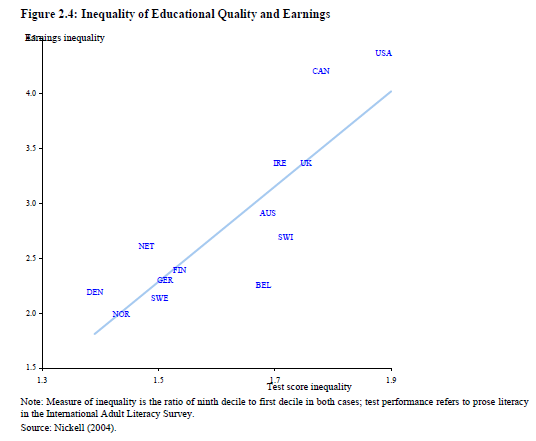 Figure 2.4: Inequality of Educational Quality and Earnings
Earnings inequality
USA
CAN
4.0
3.5
IRE UK
3.0
AUS
SWI
2.5
NET
FIN
GER
BEL
DEN
SWE
2.0
NOR
1.5
1.3 1.5 1.7 1.9
Test score inequality
Note: Measure of inequality is the ratio of ninth decile to first decile in both cases; test performance refers to prose literacy
in the International Adult Literacy Survey.
Source: Nickell (2004).